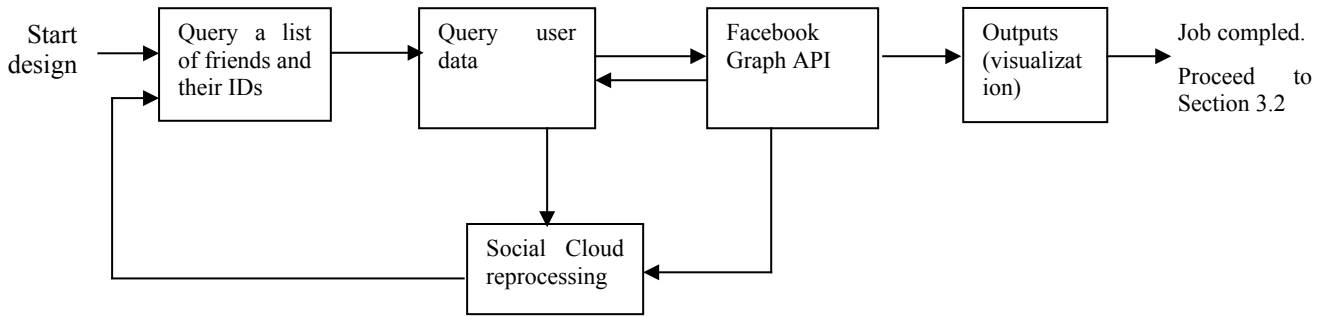 Start
design
Query a list
of friends and
their IDs
Query user
data
Facebook
Graph API
Outputs
(visualizat
ion)
Job compled.
Proceed to
Section 3.2
Social Cloud
reprocessing